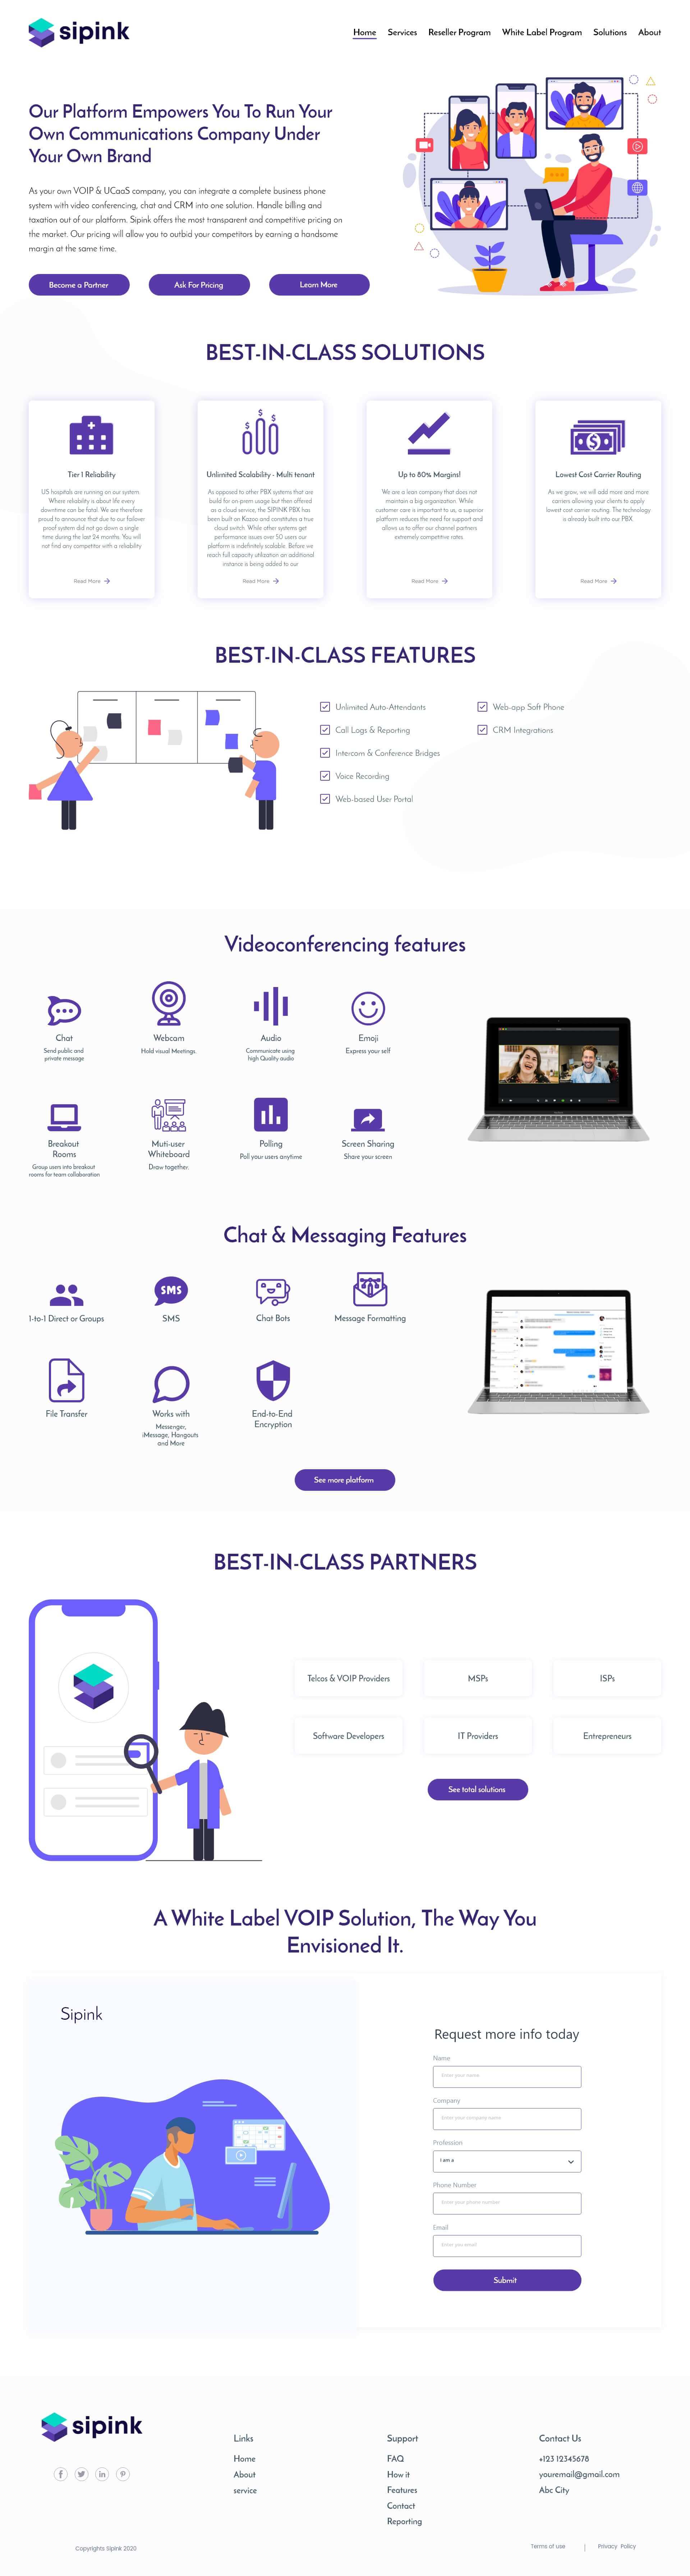 sipink
Home Services Reseller Program White Label Program Solutions About
Our Platform Empowers You To Run Your
Own Communications Company Under
Your Own Brand
As your own VOIP & UCaaS company, you can integrate a complete business phone
system with video conferencing, chat and CRM into one solution. Handle billing and
taxation out of our platform. Sipink offers the most transparent and competitive pricing on
the market. Our pricing will allow you to outbid your competitors by earning a handsome
margin at the same time.
Become a Partner Ask For Pricing Learn More
BEST-IN-CLASS SOLUTIONS
Tier 1 Reliability
US hospitals are running on our system.
Where reliability is about life every
downtime can be fatal. We are therefore
proud to announce that due to our failover
proof system did not go down a single
time during the last 24 months. You will
not find any competitor with a reliability
Read More
Unlimited Scalability - Multi tenant
As opposed to other PBX systems that are
build for on prem usage but then offered
as a cloud service, the SIPINK PBX has
been built on Kazoo and constitutes a true
cloud switch. While other systems get
performance issues over 50 users our
platform is indefinitely scalable. Before we
reach full capacity utilization an additional
instance is being added to our
Read More
Up to 80% Margins!
We are a lean company that does not
maintain a big organization. While
customer care is important to us, a superior
platform reduces the need for support and
allows us to offer our channel partners
extremely competitive rates.
Read More
Lowest Cost Carrier Routing
As we grow, we will add more and more
carriers allowing your clients to apply
lowest cost carrier routing. The technology
is already built into our PBX.
Read More
BEST-IN-CLASS FEATURES
Unlimited Auto-Attendants
Call Logs & Reporting
Intercom & Conference Bridges
Voice Recording
Web-based User Portal
Web-app Soft Phone
CRM Integrations
Videoconferencing features
Chat
Send public and
private message
Webcam
Hold visual Meetings.
Audio
Communicate using
high Quality audio
Emoji
Express your self
Breakout
Rooms
Group users into breakout
rooms for team collaboration
Muti-user
Whiteboard
Draw together.
Polling
Poll your users anytime
Screen Sharing
Share your screen
Chat & Messaging Features
1-to-1 Direct or Groups
SMS
SMS
Chat Bots
Message Formatting
File Transfer
Works with
Messenger,
iMessage, Hangouts
and More
End-to-End
Encryption
See more platform
BEST-IN-CLASS PARTNERS
Telcos & VOIP Providers MSPs ISPs
Software Developers IT Providers Entrepreneurs
See total solutions
A White Label VOIP Solution, The Way You
Envisioned It.
Sipink
Request more info today
Name
Enter your name
Company
Enter your company name
Profession
I am a
Phone Number
Enter your phone number
Email
Enter you email
Submit
sipink
Links
Home
About
service
Support
FAQ
How it
Features
Contact
Reporting
Contact Us
+123 12345678
youremail@gmail.com
Abc City
Copyrights Sipink 2020
Terms of use | Privacy Policy